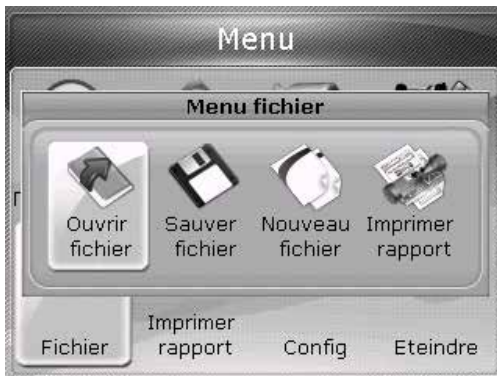 Menu
Menu fichier
Ouvrir
fichier
Sauver
fichier
Nouveau
fichier
Imprimer
rapport
Fichier
Imprimer
rapport
Config
Eteindre